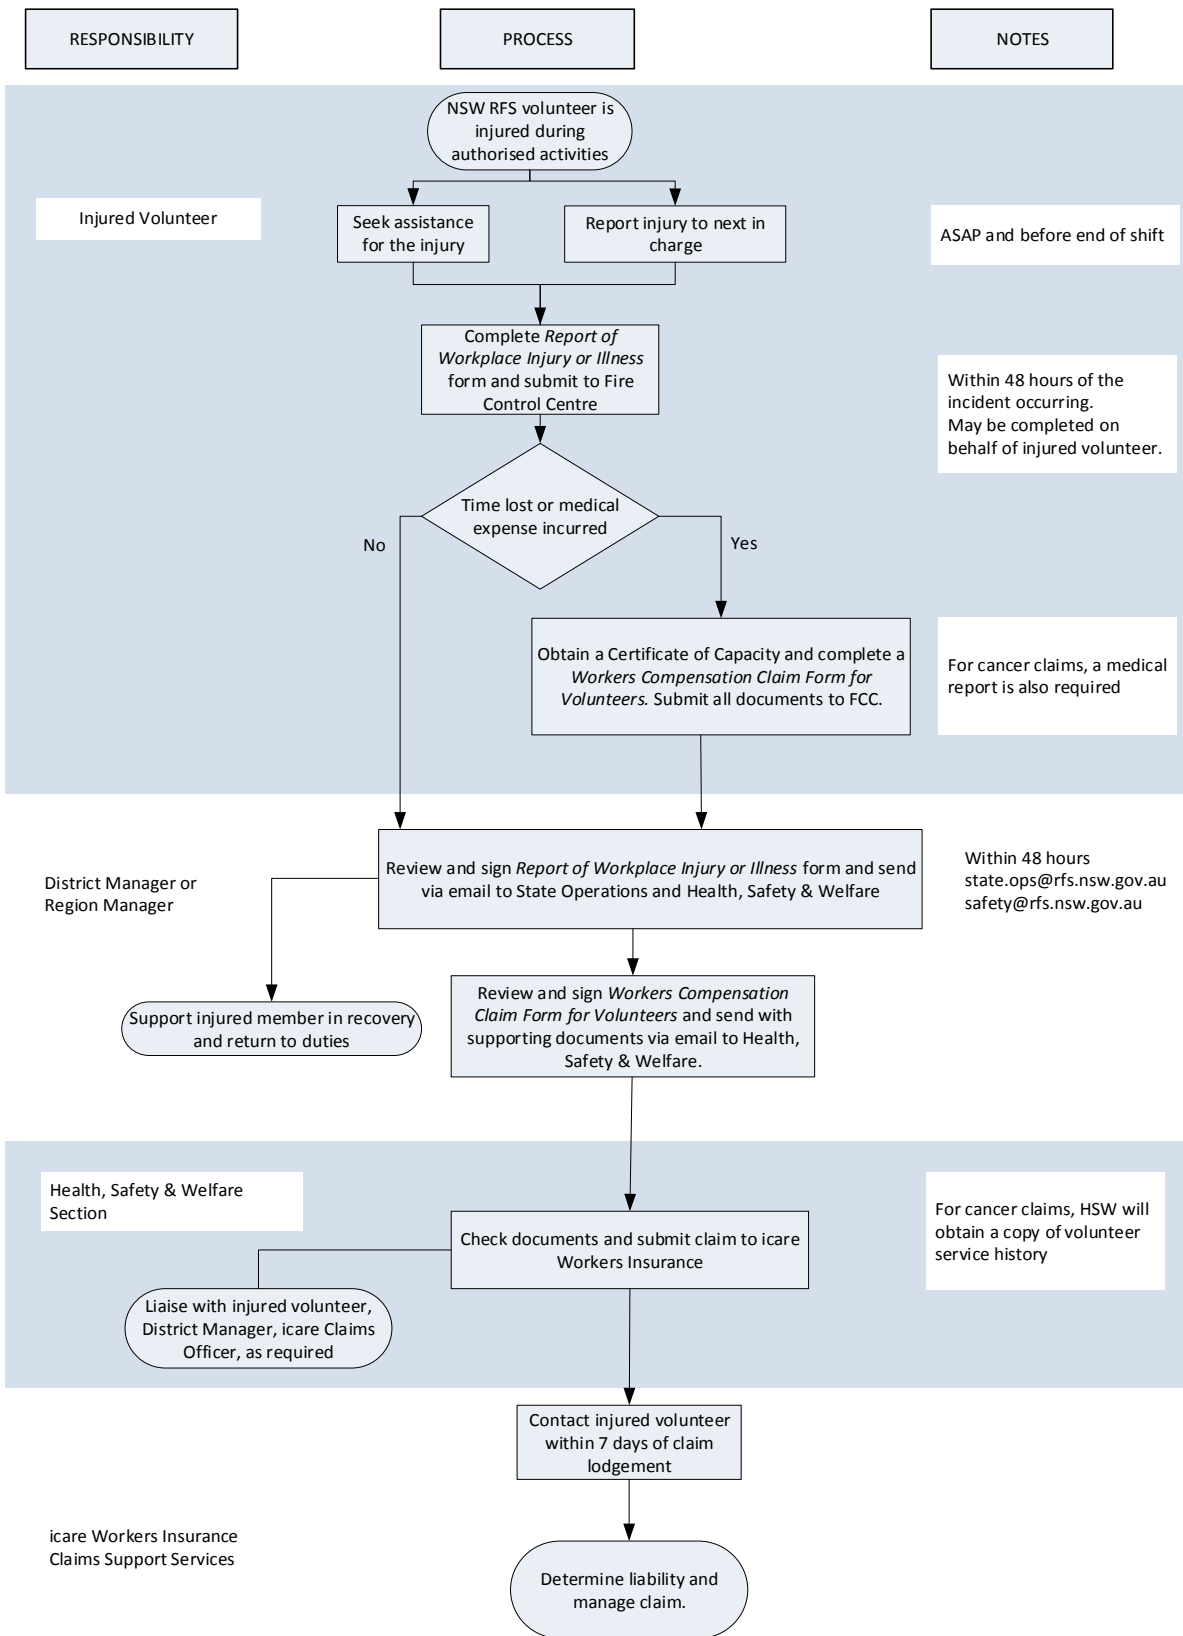 RESPONSIBILITY
PROCESS
NOTES
NSW RFS volunteer is
injured during
authorised activities
Injured Volunteer
Seek assistance
for the injury
Report injury to next in
charge
ASAP and before end of shift
Complete Report of
Workplace Injury or Illness
form and submit to Fire
Control Centre
Within 48 hours of the
incident occurring.
May be completed on
behalf of injured volunteer.
Time lost or medical
expense incurred
No
Yes
Obtain a Certificate of Capacity and complete a
Workers Compensation Claim Form for
Volunteers. Submit all documents to FCC.
For cancer claims, a medical
report is also required
District Manager or
Region Manager
Review and sign Report of Workplace Injury or Illness form and send
via email to State Operations and Health, Safety & Welfare
Within 48 hours
state.ops@rfs.nsw.gov.au
safety@rfs.nsw.gov.au
Support injured member in recovery
and return to duties
Review and sign Workers Compensation
Claim Form for Volunteers and send with
supporting documents via email to Health,
Safety & Welfare.
Health, Safety & Welfare
Section
Check documents and submit claim to icare
Workers Insurance
For cancer claims, HSW will
obtain a copy of volunteer
service history
Liaise with injured volunteer,
District Manager, icare Claims
Officer, as required
Contact injured volunteer
within 7 days of claim
lodgement
icare Workers Insurance
Claims Support Services
Determine liability and
manage claim.